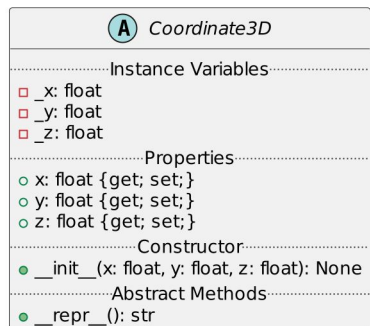 A Coordinate3D
Instance Variables
_x: float
_y: float
_z: float
Properties
x: float {get; set;}
y: float {get; set;}
z: float {get; set;}
Constructor
__init__(x: float, y: float, z: float): None
Abstract Methods
__repr__(): str